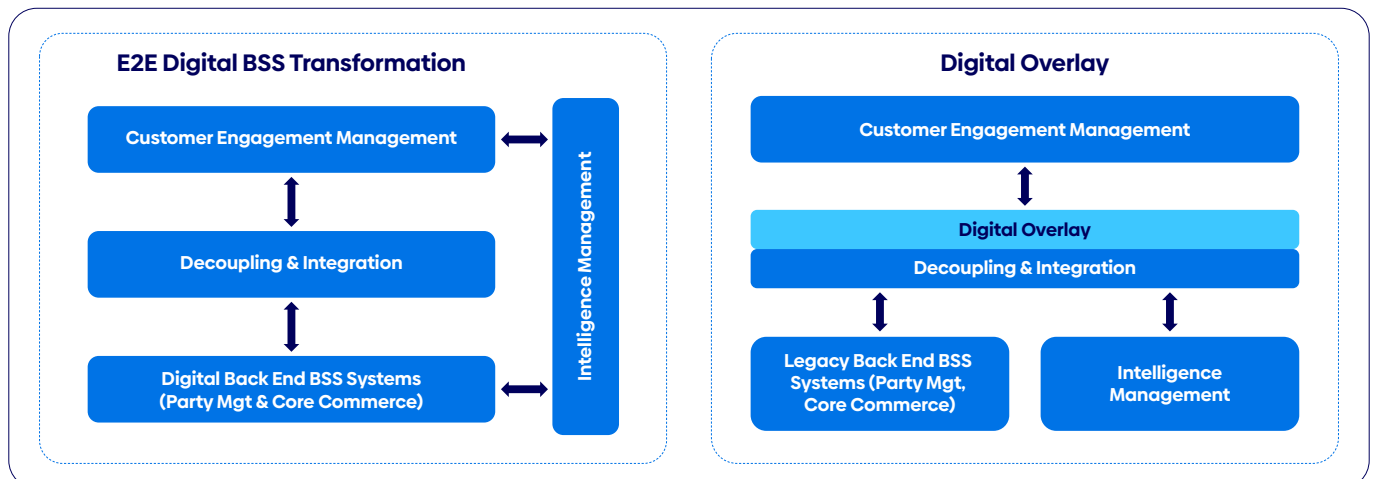 E2E Digital BSS Transformation
Customer Engagement Management
Decoupling & Integration
Digital Back End BSS Systems
(Party Mgt & Core Commerce)
Intelligence Management
Digital Overlay
Customer Engagement Management
Digital Overlay
Decoupling & Integration
Legacy Back End BSS
Systems (Party Mgt,
Core Commerce)
Intelligence
Management